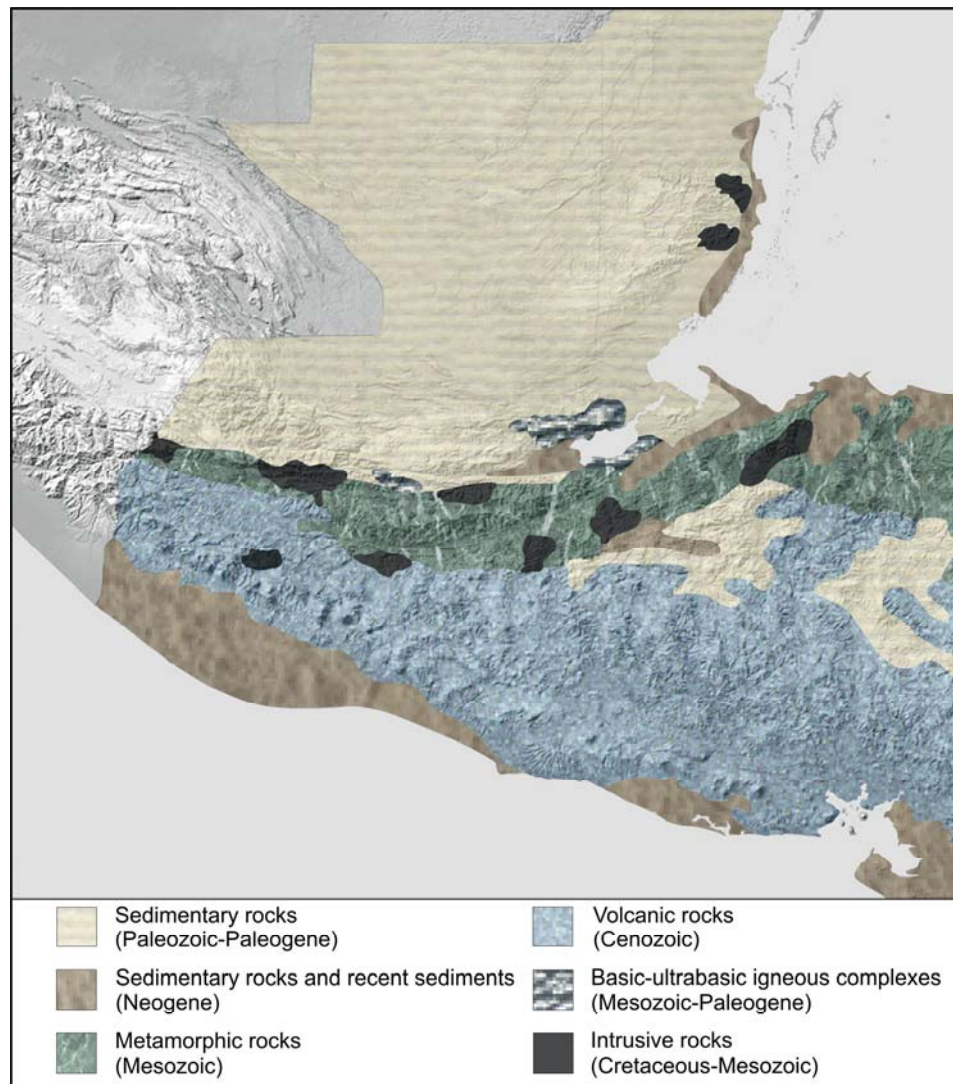 Sedimentary rocks
(Paleozoic-Paleogene)
Sedimentary rocks and recent sediments
(Neogene)
Metamorphic rocks
(Mesozoic)
Volcanic rocks
(Cenozoic)
Basic-ultrabasic igneous complexes
(Mesozoic-Paleogene)
Intrusive rocks
(Cretaceous-Mesozoic)